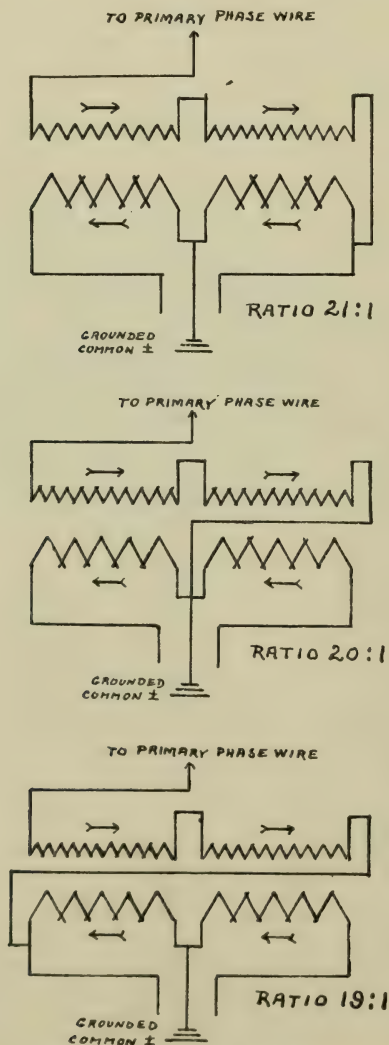 TO PRIMARY PHASE WIRE
RATIO 21:1
GROUNDED
COMMON ±
TO PRIMARY PHASE WIRE
RATIO 20:1
GROUNDED
COMMON ±
TO PRIMARY PHASE WIRE
RATIO 19:1
GROUNDED
COMMON ±